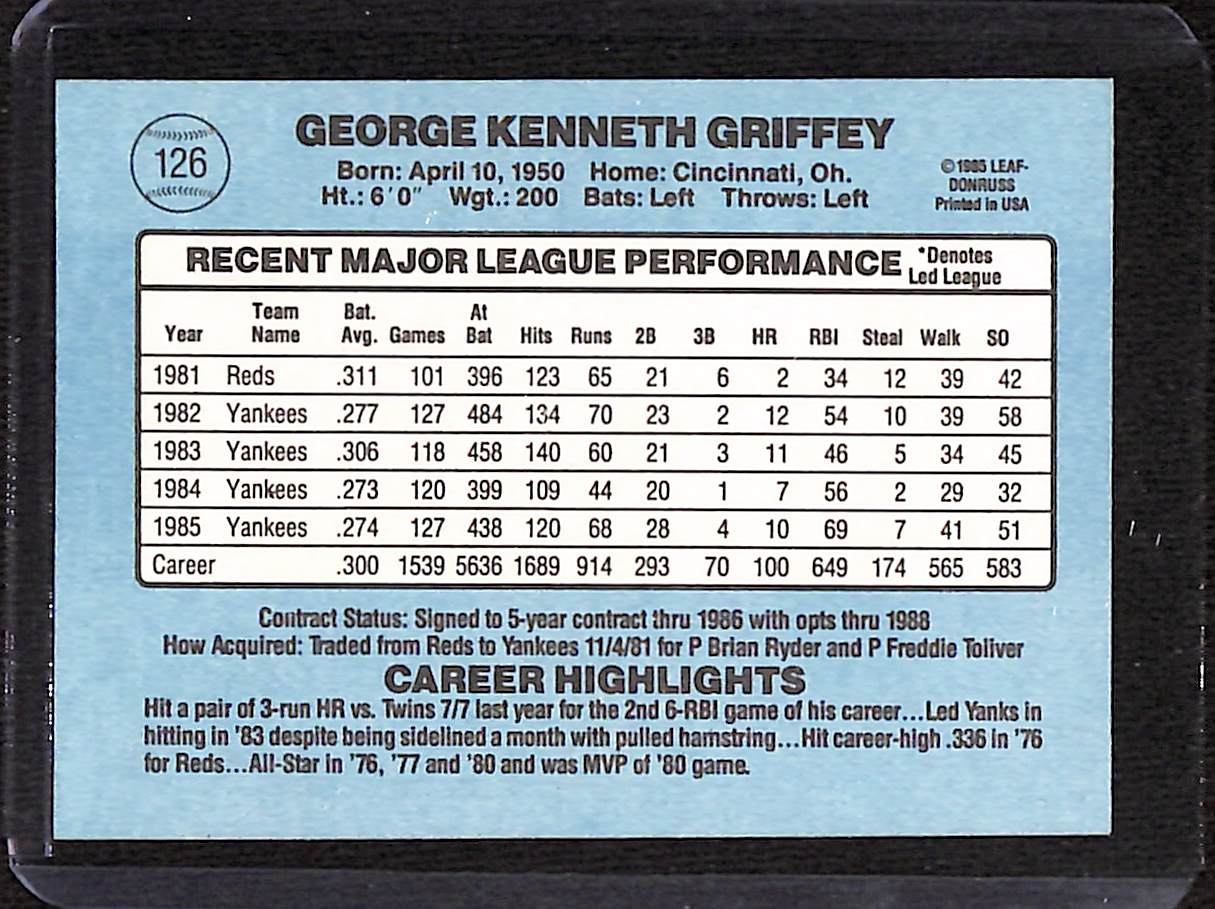 126
GEORGE KENNETH GRIFFEY
Born: April 10, 1950 Home: Cincinnati, Oh.
Ht.: 6'0" Wgt.: 200 Bats: Left Throws: Left
©1985 LEAF-
DONRUSS
Printed in USA
RECENT MAJOR LEAGUE PERFORMANCE *Denotes
Led League
Year Team Name Bat. Avg. Games At Bat Hits Runs 2B 3B HR RBI Steal Walk SO
1981 Reds .311 101 396 123 65 21 6 2 34 12 39 42
1982 Yankees .277 127 484 134 70 23 2 12 54 10 39 58
1983 Yankees .306 118 458 140 60 21 3 11 46 5 34 45
1984 Yankees .273 120 399 109 44 20 1 7 56 2 29 32
1985 Yankees .274 127 438 120 68 28 4 10 69 7 41 51
Career .300 1539 5636 1689 914 293 70 100 649 174 565 583
Contract Status: Signed to 5-year contract thru 1986 with opts thru 1988
How Acquired: Traded from Reds to Yankees 11/4/81 for P Brian Ryder and P Freddie Toliver
CAREER HIGHLIGHTS
Hit a pair of 3-run HR vs. Twins 7/7 last year for the 2nd 6-RBI game of his career...Led Yanks in
hitting in '83 despite being sidelined a month with pulled hamstring...Hit career-high .336 in '76
for Reds...All-Star in '76, '77 and '80 and was MVP of '80 game.